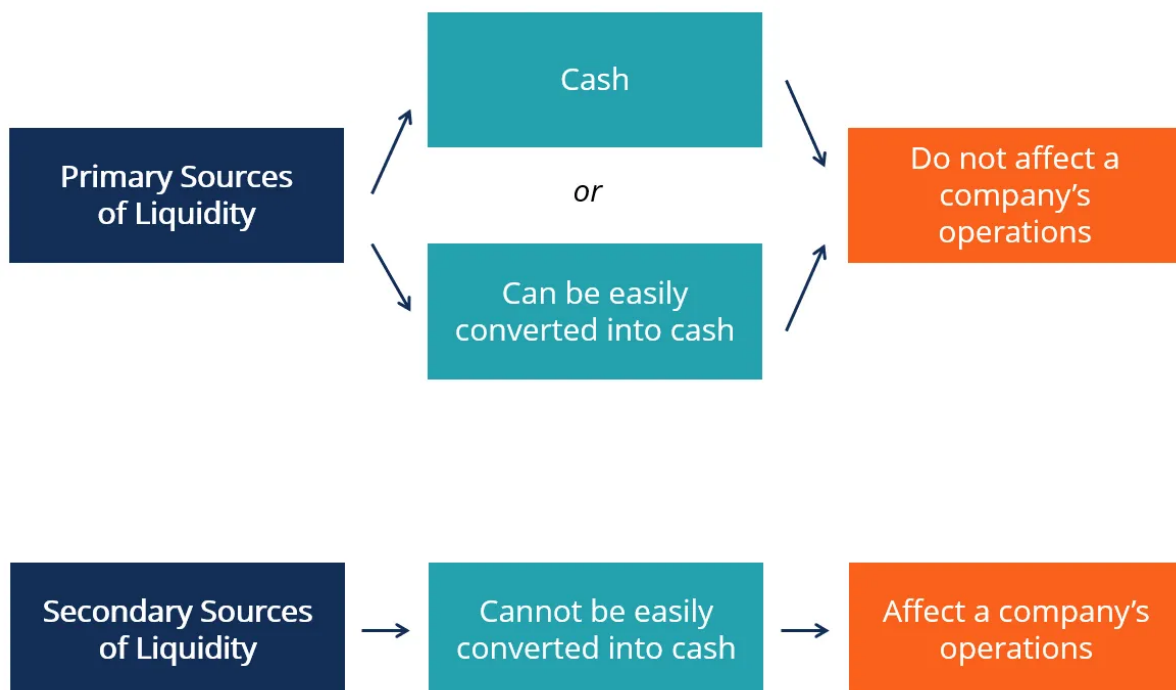 Primary Sources
of Liquidity
Cash
or
Can be easily
converted into cash
Do not affect a
company’s
operations
Secondary Sources
of Liquidity
Cannot be easily
converted into cash
Affect a company’s
operations